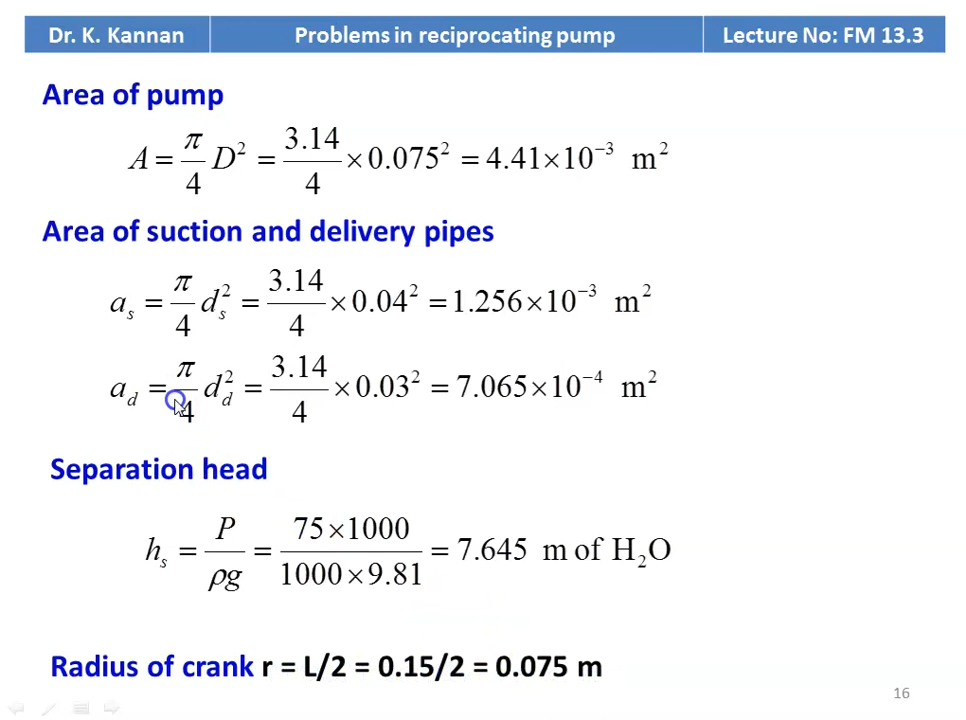 Dr. K. Kannan Problems in reciprocating pump Lecture No: FM 13.3
Area of pump
A = π/4 D² = 3.14/4 × 0.075² = 4.41×10⁻³ m²
Area of suction and delivery pipes
aₛ = π/4 dₛ² = 3.14/4 × 0.04² = 1.256×10⁻³ m²
a_d = π/4 d_d² = 3.14/4 × 0.03² = 7.065×10⁻⁴ m²
Separation head
hₛ = P/ρg = 75×1000/1000×9.81 = 7.645 m of H₂O
Radius of crank r = L/2 = 0.15/2 = 0.075 m
16